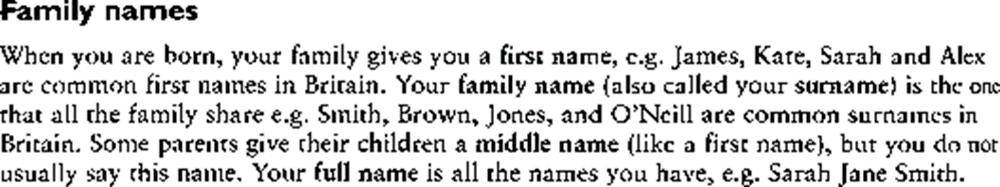 Family names
When you are born, your family gives you a first name, e.g. James, Kate, Sarah and Alex
are common first names in Britain. Your family name (also called your surname) is the one
that all the family share e.g. Smith, Brown, Jones, and O'Neill are common surnames in
Britain. Some parents give their children a middle name (like a first name), but you do not
usually say this name. Your full name is all the names you have, e.g. Sarah Jane Smith.